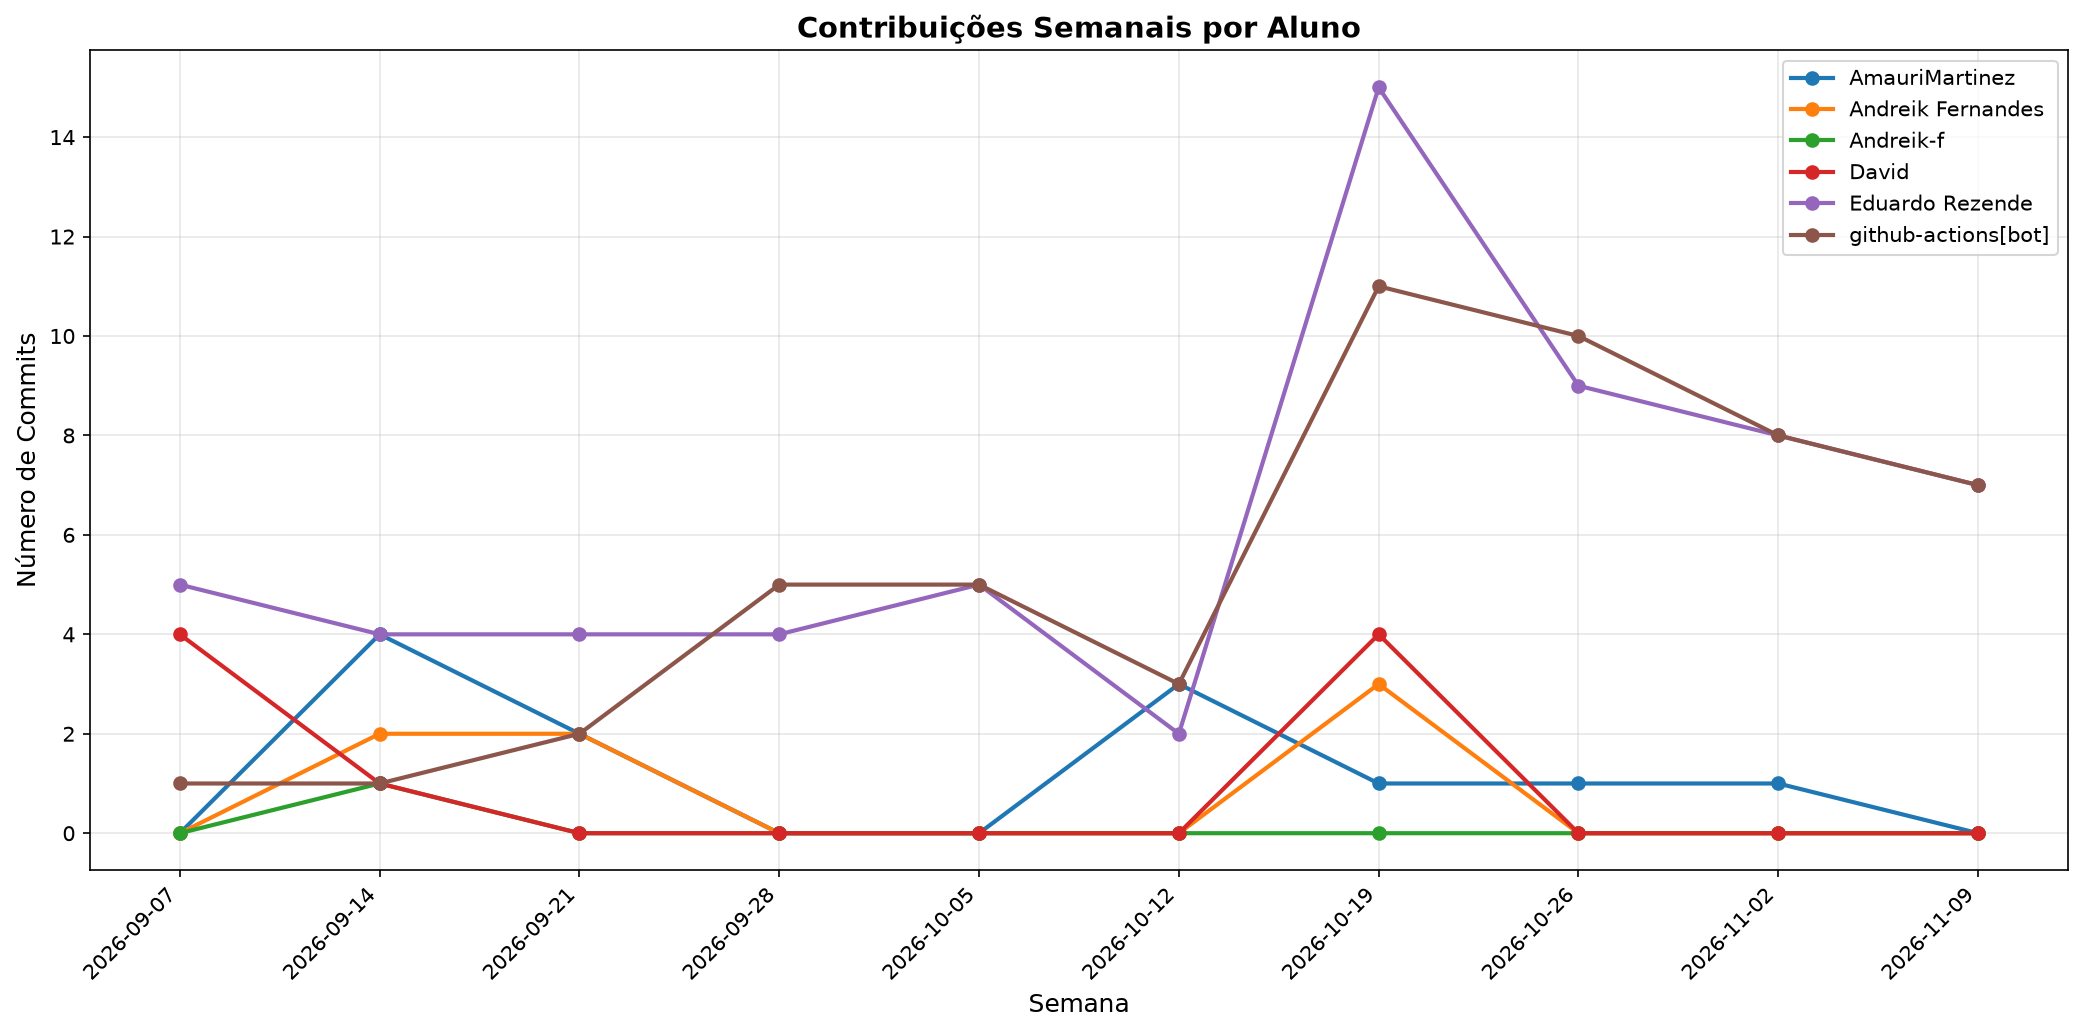 Contribuições Semanais por Aluno
AmauriMartinez
Andreik Fernandes
Andreik-f
David
Eduardo Rezende
github-actions[bot]
Número de Commits
14
12
10
8
6
4
2
0
2026-09-07
2026-09-14
2026-09-21
2026-09-28
2026-10-05
2026-10-12
2026-10-19
2026-10-26
2026-11-02
2026-11-09
Semana